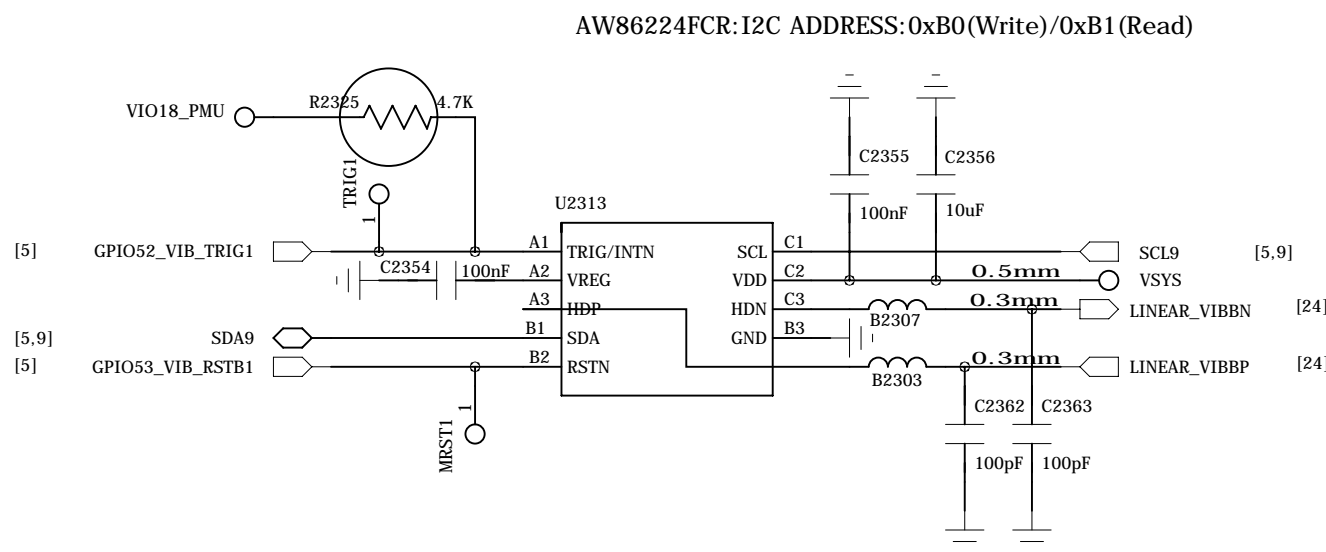 AW86224FCR:I2C ADDRESS:0xB0(Write)/0xB1(Read)
VIO18_PMU
R2325
4.7K
TRIG1
1
C2355
100nF
C2356
10uF
U2313
[5]
GPIO52_VIB_TRIG1
A1
TRIG/INTN
SCL
C1
SCL9
[5,9]
C2354
100nF
A2
VREG
VDD
C2
0.5mm
VSYS
A3
HDP
HDN
C3
B2307
0.3mm
LINEAR_VIBBN
[24]
[5,9]
SDA9
B1
SDA
GND
B3
[5]
GPIO53_VIB_RSTB1
B2
RSTN
B2303
0.3mm
LINEAR_VIBBP
[24]
MRST1
1
C2362
100pF
C2363
100pF